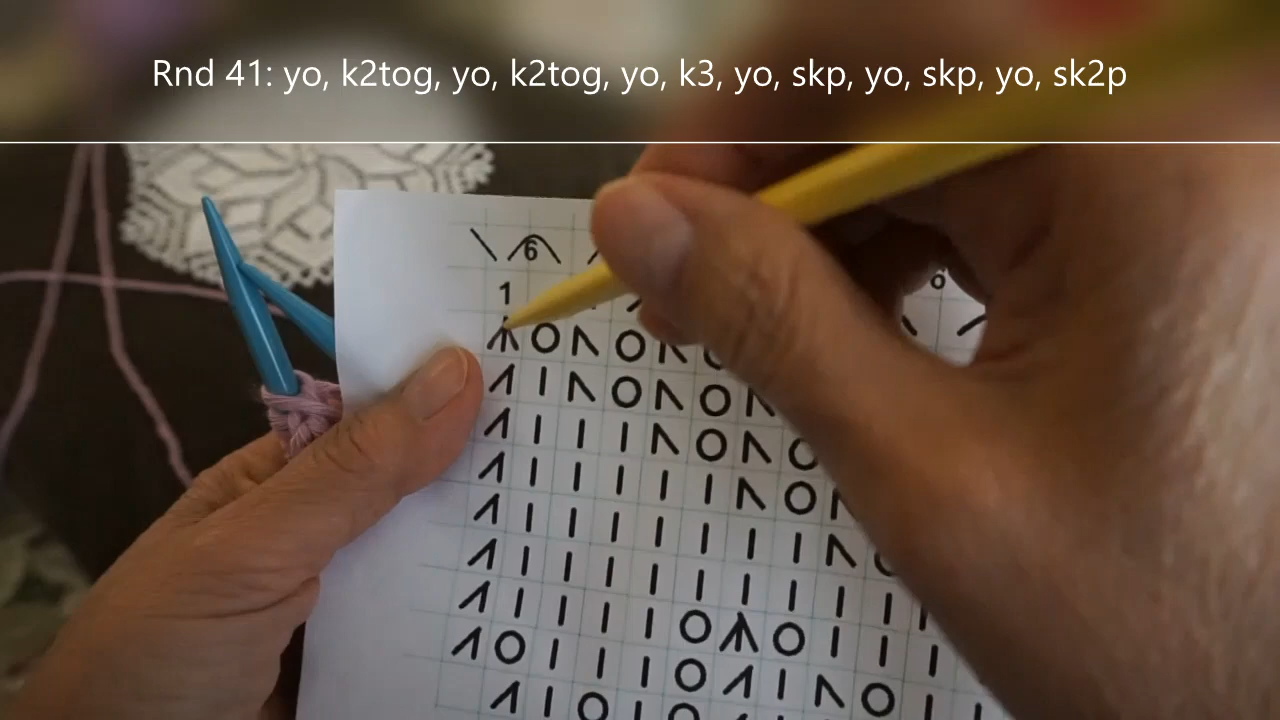 Rnd 41: yo, k2tog, yo, k2tog, yo, k3, yo, skp, yo, skp, yo, sk2p
6
1